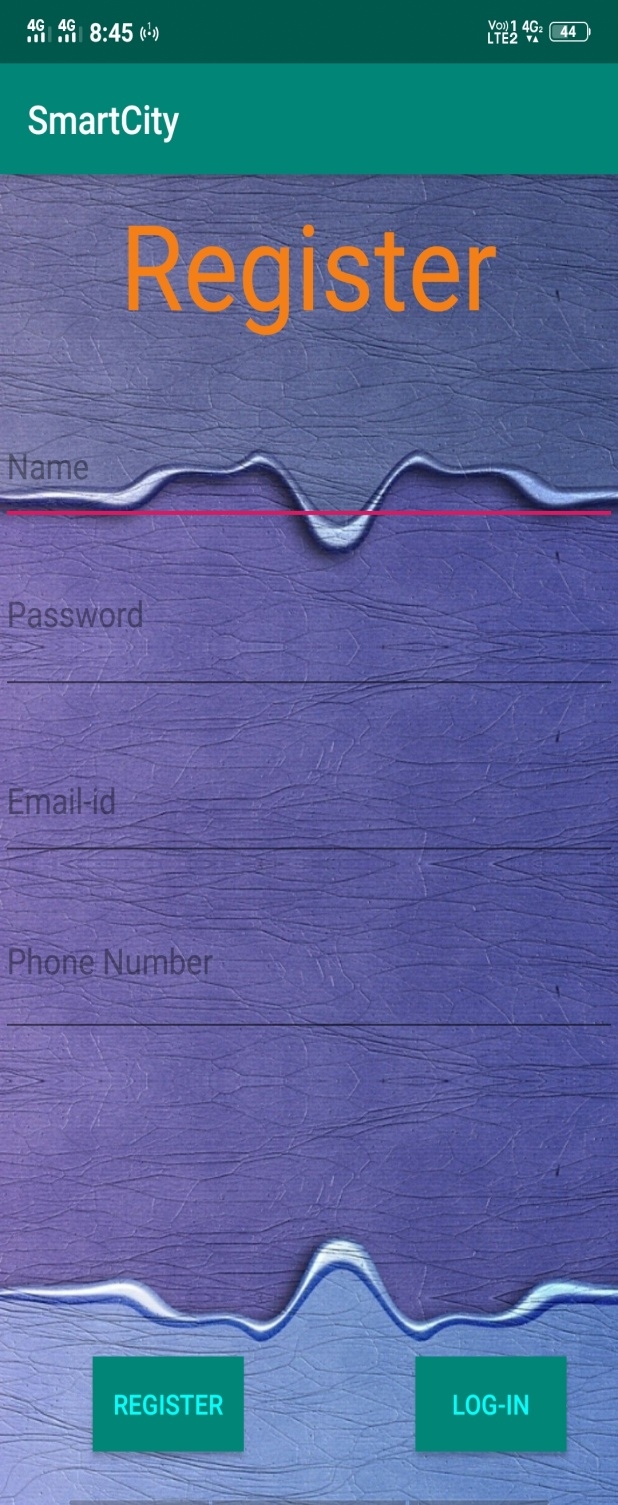 4G 4G 8:45 Vo)) 1 4G2 44
LTE2
SmartCity
Register
Name
Password
Email-id
Phone Number
REGISTER LOG-IN